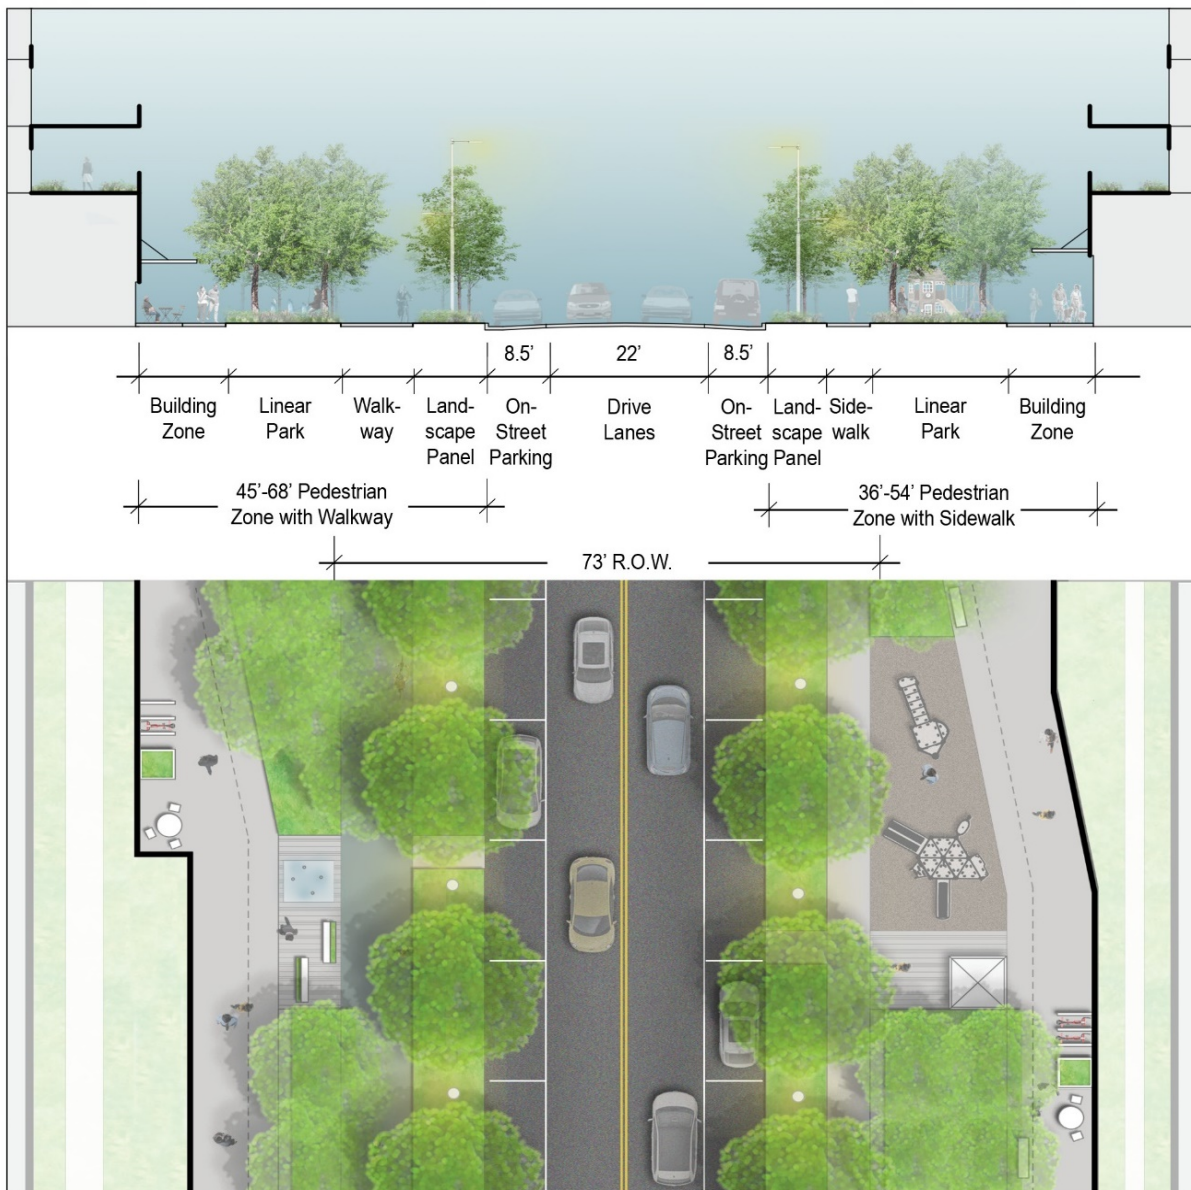 8.5’
22’
8.5’
Building
Zone
Linear
Park
Walk-
way
Land-
scape
Panel
On-
Street
Parking
Drive
Lanes
On-
Street
Parking
Land-
scape
Panel
Side-
walk
Linear
Park
Building
Zone
45’-68’ Pedestrian
Zone with Walkway
36’-54’ Pedestrian
Zone with Sidewalk
73’ R.O.W.